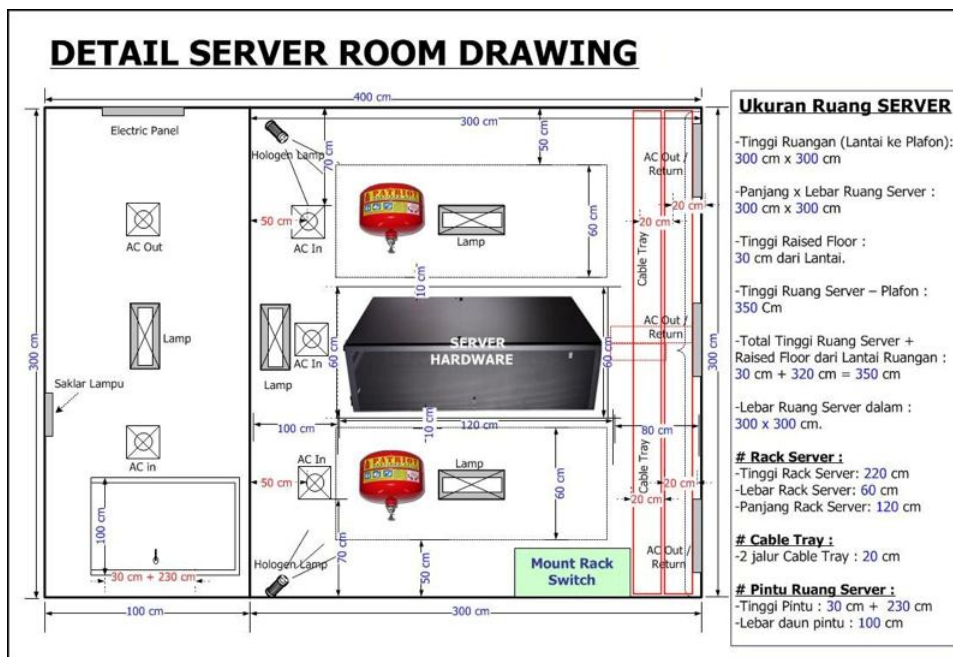 DETAIL SERVER ROOM DRAWING
400 cm
Electric Panel
300 cm
Hologen Lamp
70 cm
50 cm
AC Out /
Return
50 cm
AC In
PATRIOT
Lamp
60 cm
20 cm
20 cm
Cable Tray
AC Out
10 cm
300 cm
Lamp
Lamp
AC In
60 cm
SERVER
HARDWARE
60 cm
AC Out /
Return
300 cm
Saklar Lampu
100 cm
10 cm
120 cm
80 cm
AC in
AC In
50 cm
PATRIOT
Lamp
60 cm
Cable Tray
20 cm
20 cm
100 cm
30 cm + 230 cm
Hologen Lamp
70 cm
50 cm
Mount Rack
Switch
AC Out /
Return
100 cm
300 cm
Ukuran Ruang SERVER
-Tinggi Ruangan (Lantai ke Plafon):
300 cm x 300 cm
-Panjang x Lebar Ruang Server :
300 cm x 300 cm
-Tinggi Raised Floor :
30 cm dari Lantai.
-Tinggi Ruang Server – Plafon :
350 Cm
-Total Tinggi Ruang Server +
Raised Floor dari Lantai Ruangan :
30 cm + 320 cm = 350 cm
-Lebar Ruang Server dalam :
300 x 300 cm.
# Rack Server :
-Tinggi Rack Server: 220 cm
-Lebar Rack Server: 60 cm
-Panjang Rack Server: 120 cm
# Cable Tray :
-2 jalur Cable Tray : 20 cm
# Pintu Ruang Server :
-Tinggi Pintu : 30 cm + 230 cm
-Lebar daun pintu : 100 cm